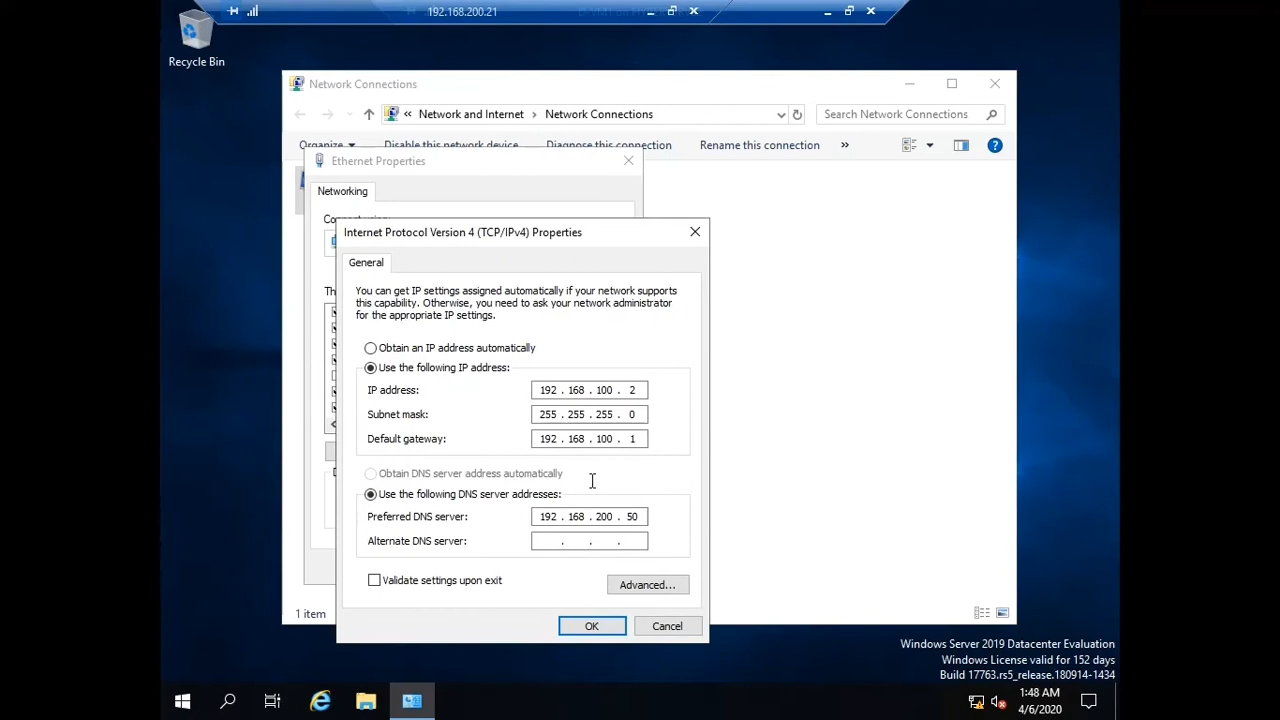 192.168.200.21
Recycle Bin
Network Connections
« Network and Internet > Network Connections
Search Network Connections
Organize
Disable this network device
Diagnose this connection
Rename this connection
»
Ethernet Properties
Networking
Internet Protocol Version 4 (TCP/IPv4) Properties
General
You can get IP settings assigned automatically if your network supports
this capability. Otherwise, you need to ask your network administrator
for the appropriate IP settings.
Obtain an IP address automatically
Use the following IP address:
IP address: 192 . 168 . 100 . 2
Subnet mask: 255 . 255 . 255 . 0
Default gateway: 192 . 168 . 100 . 1
Obtain DNS server address automatically
Use the following DNS server addresses:
Preferred DNS server: 192 . 168 . 200 . 50
Alternate DNS server: . . .
Validate settings upon exit
Advanced...
OK
Cancel
1 item
Windows Server 2019 Datacenter Evaluation
Windows License valid for 152 days
Build 17763.rs5_release.180914-1434
1:48 AM
4/6/2020